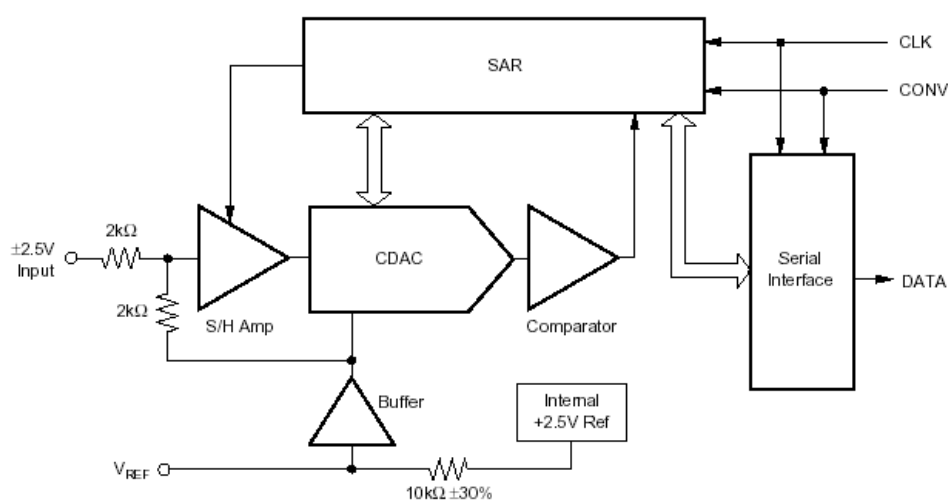 SAR
CLK
CONV
±2.5V
Input
2kΩ
2kΩ
S/H Amp
CDAC
Comparator
Serial
Interface
DATA
Buffer
Internal
+2.5V Ref
VREF
10kΩ ±30%